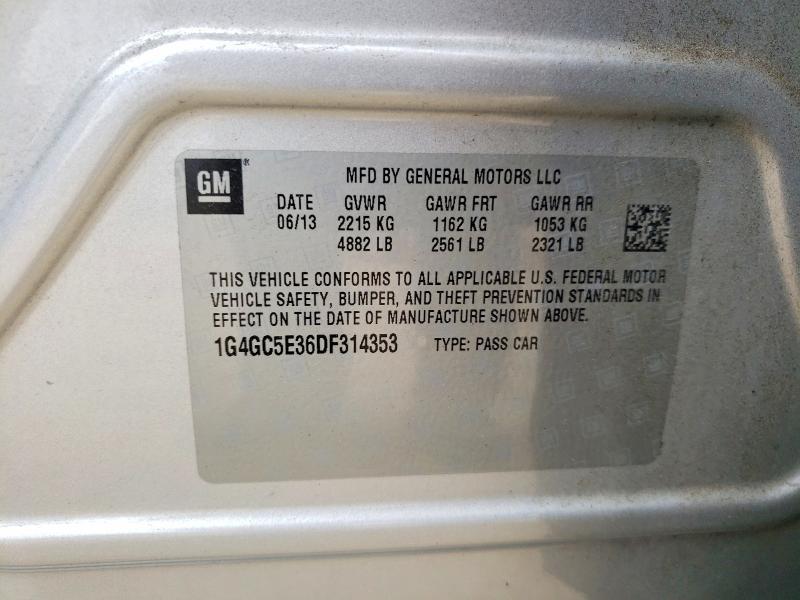 GM ®
MFD BY GENERAL MOTORS LLC
DATE GVWR GAWR FRT GAWR RR
06/13 2215 KG 1162 KG 1053 KG
4882 LB 2561 LB 2321 LB
THIS VEHICLE CONFORMS TO ALL APPLICABLE U.S. FEDERAL MOTOR
VEHICLE SAFETY, BUMPER, AND THEFT PREVENTION STANDARDS IN
EFFECT ON THE DATE OF MANUFACTURE SHOWN ABOVE.
1G4GC5E36DF314353 TYPE: PASS CAR